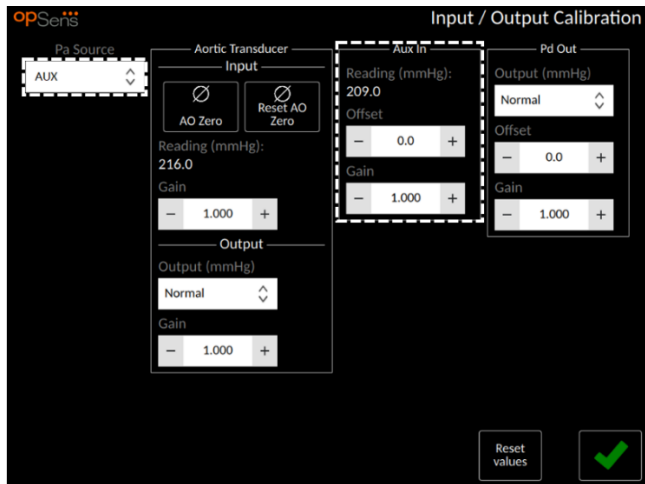 opSens
Input / Output Calibration
Pa Source
AUX
Aortic Transducer
Input
AO Zero
Reset AO
Zero
Reading (mmHg):
216.0
Gain
− 1.000 +
Output
Output (mmHg)
Normal
Gain
− 1.000 +
Aux In
Reading (mmHg):
209.0
Offset
− 0.0 +
Gain
− 1.000 +
Pd Out
Output (mmHg)
Normal
Offset
− 0.0 +
Gain
− 1.000 +
Reset
values